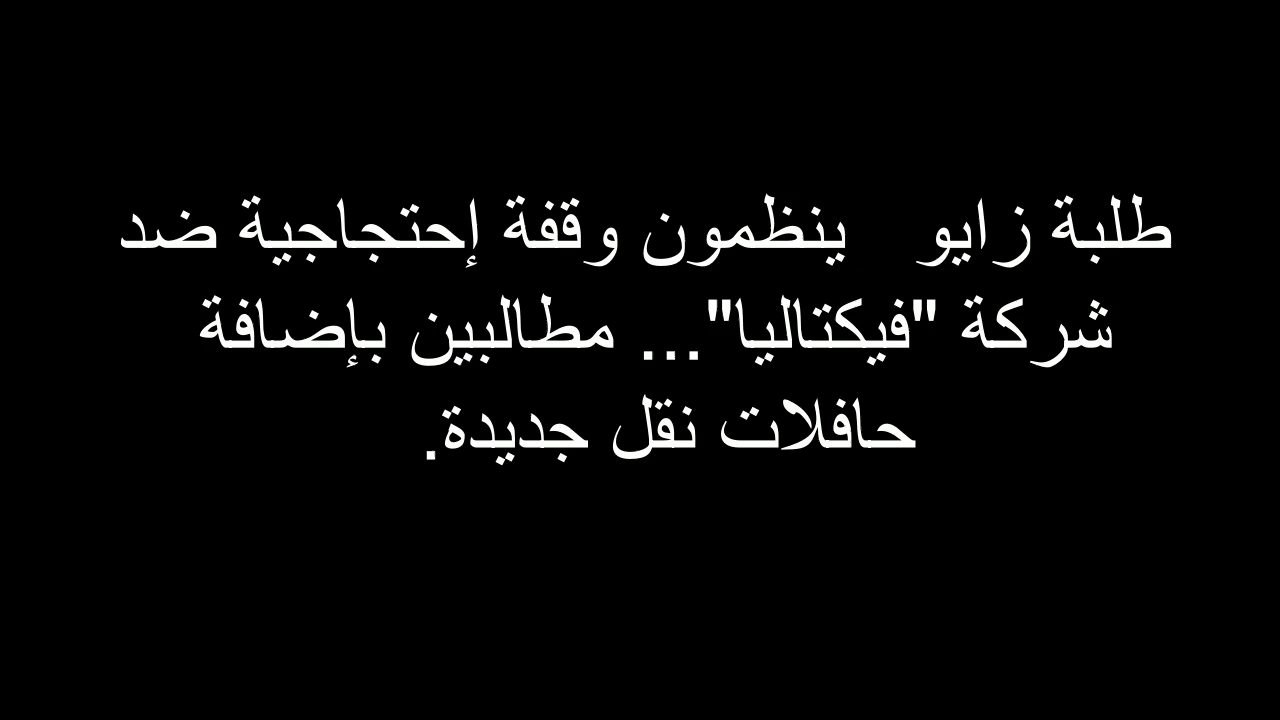 طلبة زايو ينظمون وقفة إحتجاجية ضد
شركة "فيكتاليا"... مطالبين بإضافة
حافلات نقل جديدة.